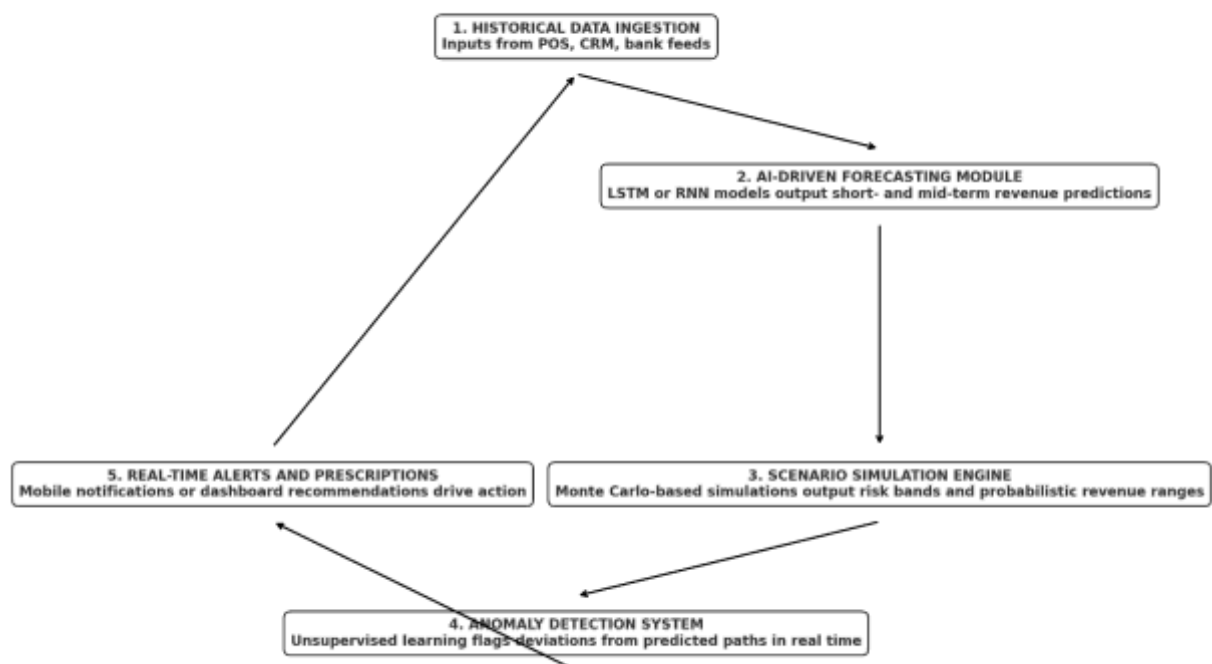 1. HISTORICAL DATA INGESTION
Inputs from POS, CRM, bank feeds
2. AI-DRIVEN FORECASTING MODULE
LSTM or RNN models output short- and mid-term revenue predictions
5. REAL-TIME ALERTS AND PRESCRIPTIONS
Mobile notifications or dashboard recommendations drive action
3. SCENARIO SIMULATION ENGINE
Monte Carlo-based simulations output risk bands and probabilistic revenue ranges
4. ANOMALY DETECTION SYSTEM
Unsupervised learning flags deviations from predicted paths in real time